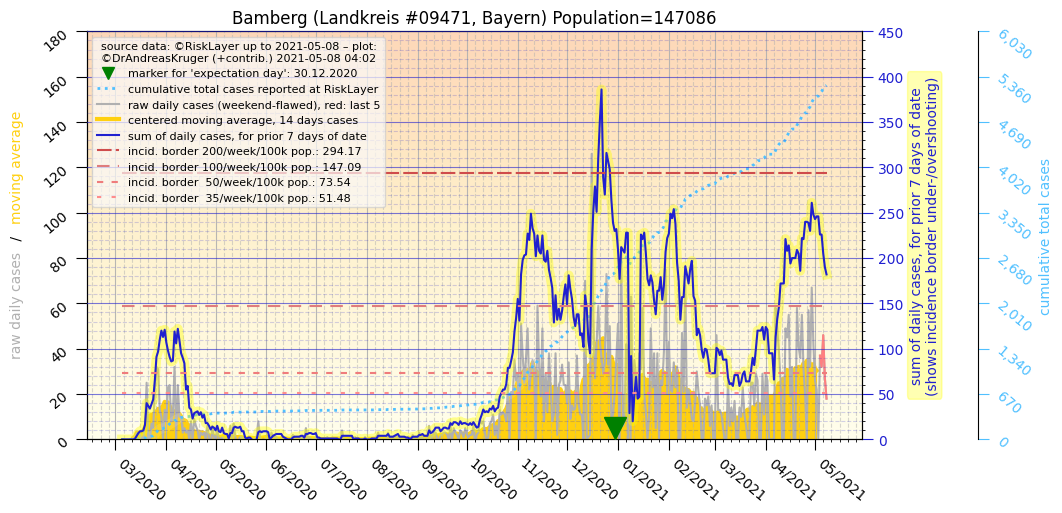 Bamberg (Landkreis #09471, Bayern) Population=147086
source data: ©RiskLayer up to 2021-05-08 – plot:
©DrAndreasKruger (+contrib.) 2021-05-08 04:02
marker for 'expectation day': 30.12.2020
cumulative total cases reported at RiskLayer
raw daily cases (weekend-flawed), red: last 5
centered moving average, 14 days cases
sum of daily cases, for prior 7 days of date
incid. border 200/week/100k pop.: 294.17
incid. border 100/week/100k pop.: 147.09
incid. border  50/week/100k pop.: 73.54
incid. border  35/week/100k pop.: 51.48
raw daily cases / moving average
180
160
140
120
100
80
60
40
20
0
450
400
350
300
250
200
150
100
50
0
sum of daily cases, for prior 7 days of date
(shows incidence border under-/overshooting)
6,030
5,360
4,690
4,020
3,350
2,680
2,010
1,340
670
0
cumulative total cases
03/2020
04/2020
05/2020
06/2020
07/2020
08/2020
09/2020
10/2020
11/2020
12/2020
01/2021
02/2021
03/2021
04/2021
05/2021